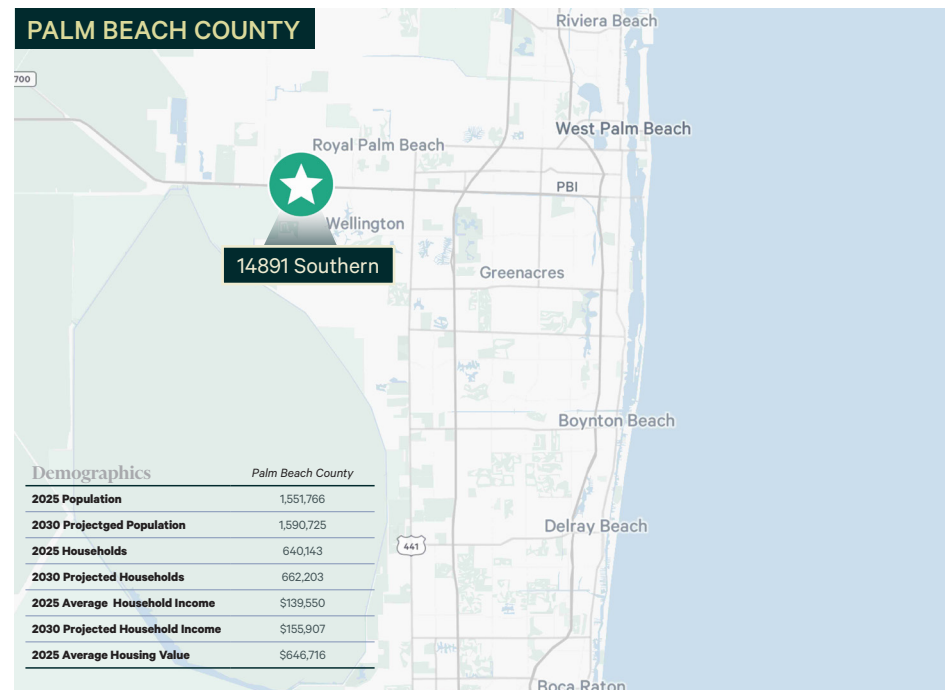 PALM BEACH COUNTY
Riviera Beach
700
West Palm Beach
Royal Palm Beach
PBI
Wellington
14891 Southern
Greenacres
Boynton Beach
Demographics Palm Beach County
2025 Population 1,551,766
2030 Projectged Population 1,590,725
Delray Beach
441
2025 Households 640,143
2030 Projected Households 662,203
2025 Average Household Income $139,550
2030 Projected Household Income $155,907
2025 Average Housing Value $646,716
Boca Raton